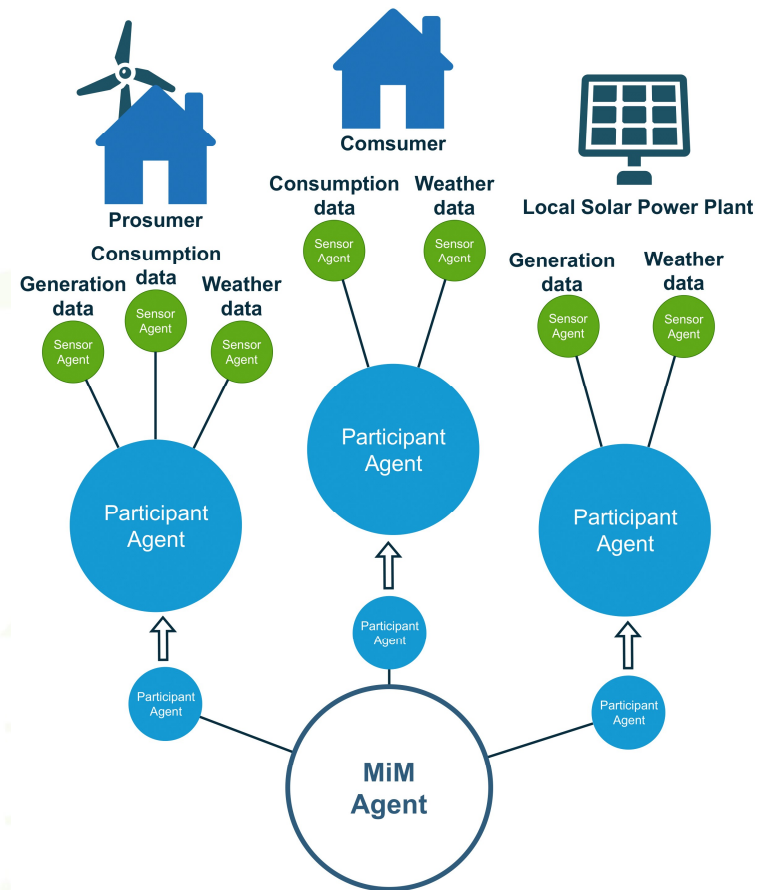 Comsumer
Prosumer
Local Solar Power Plant
Consumption
data
Weather
data
Sensor
Agent
Sensor
Agent
Generation
data
Consumption
data
Weather
data
Sensor
Agent
Sensor
Agent
Sensor
Agent
Generation
data
Weather
data
Sensor
Agent
Sensor
Agent
Participant
Agent
Participant
Agent
Participant
Agent
Participant
Agent
Participant
Agent
Participant
Agent
MiM
Agent